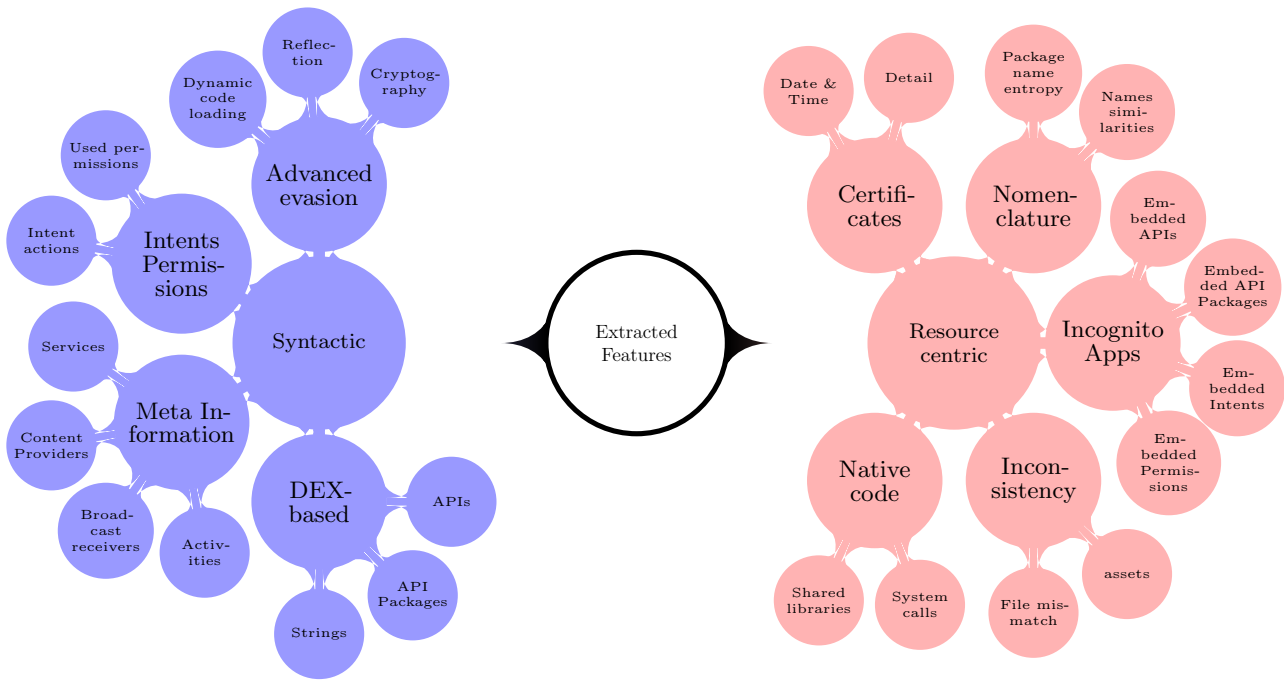 Reflec-
tion
Cryptog-
raphy
Dynamic
code
loading
Advanced
evasion
Used per-
missions
Intent
actions
Intents
Permis-
sions
Syntactic
Services
Meta In-
formation
Content
Providers
Broad-
cast
receivers
Activ-
ities
DEX-
based
APIs
API
Packages
Strings
Extracted
Features
Date &
Time
Detail
Certifi-
cates
Package
name
entropy
Names
simi-
larities
Nomen-
clature
Resource
centric
Em-
bedded
APIs
Embed-
ded API
Packages
Incognito
Apps
Em-
bedded
Intents
Em-
bedded
Permis-
sions
Native
code
Shared
libraries
System
calls
Incon-
sistency
File mis-
match
assets